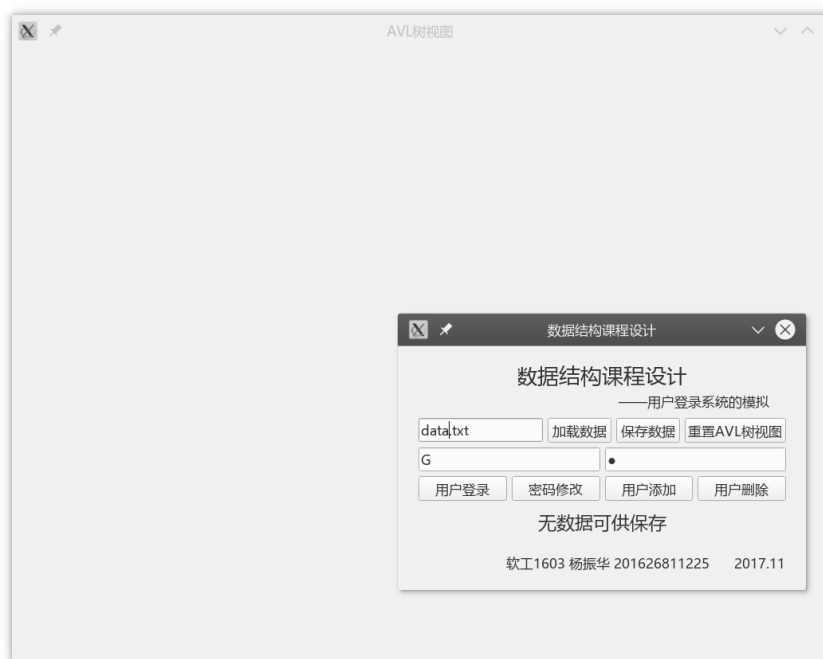 AVL树视图
数据结构课程设计
数据结构课程设计
——用户登录系统的模拟
data.txt 加载数据 保存数据 重置AVL树视图
G ●
用户登录 密码修改 用户添加 用户删除
无数据可供保存
软工1603 杨振华 201626811225 2017.11